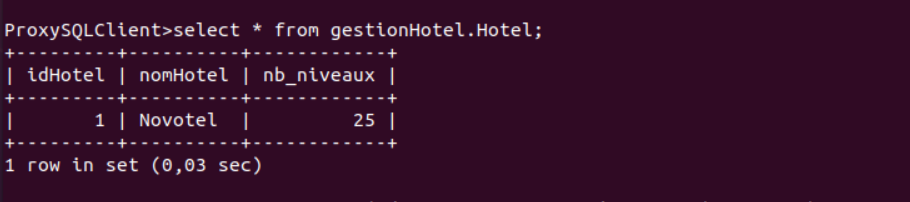 ProxySQLClient>select * from gestionHotel.Hotel;
+---------+----------+------------+
| idHotel | nomHotel | nb_niveaux |
+---------+----------+------------+
|       1 | Novotel  |         25 |
+---------+----------+------------+
1 row in set (0,03 sec)